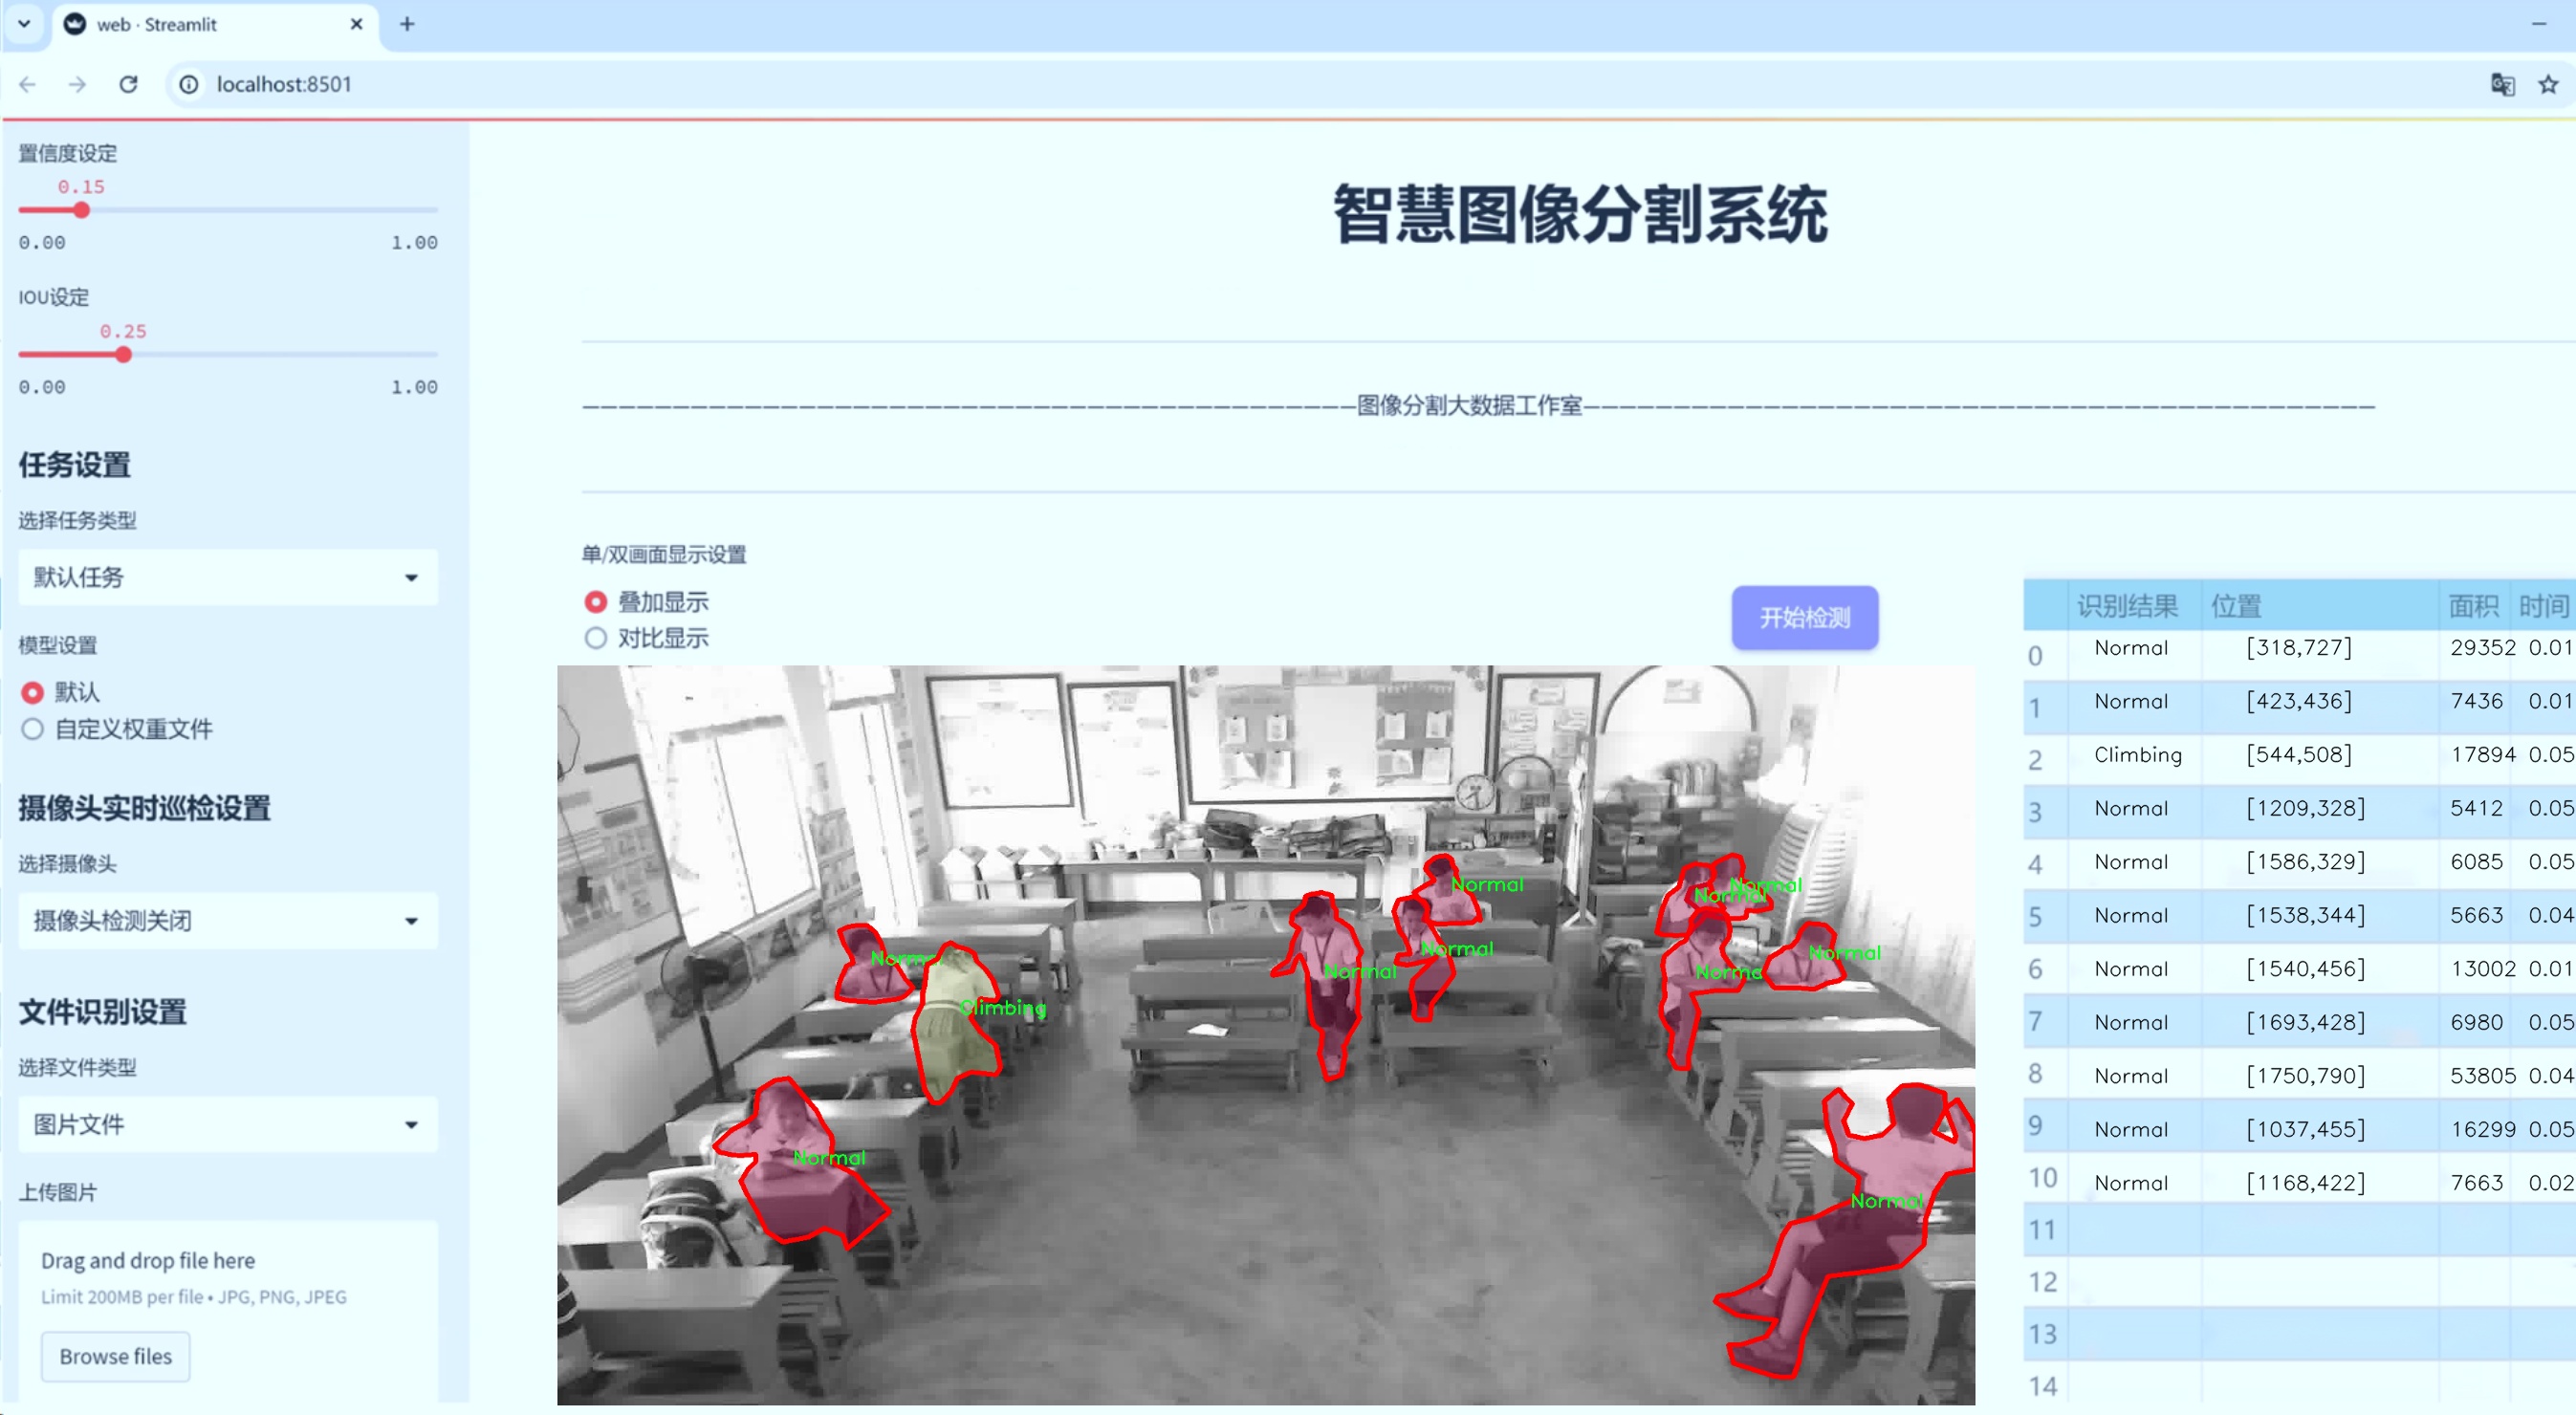 web · Streamlit
localhost:8501
置信度设定
0.15
0.00 1.00
IOU设定
0.25
0.00 1.00
任务设置
选择任务类型
默认任务
模型设置
默认
自定义权重文件
摄像头实时巡检设置
选择摄像头
摄像头检测关闭
文件识别设置
选择文件类型
图片文件
上传图片
Drag and drop file here
Limit 200MB per file • JPG, PNG, JPEG
Browse files
智慧图像分割系统
图像分割大数据工作室
单/双画面显示设置
叠加显示
对比显示
开始检测
Normal
Normal
Normal
Normal
Normal
Normal
Normal
Climbing
Normal
Norma
Normal
Normal
识别结果 位置 面积 时间
0 Normal [318,727] 29352 0.01
1 Normal [423,436] 7436 0.01
2 Climbing [544,508] 17894 0.05
3 Normal [1209,328] 5412 0.05
4 Normal [1586,329] 6085 0.05
5 Normal [1538,344] 5663 0.04
6 Normal [1540,456] 13002 0.01
7 Normal [1693,428] 6980 0.05
8 Normal [1750,790] 53805 0.04
9 Normal [1037,455] 16299 0.05
10 Normal [1168,422] 7663 0.02
11
12
13
14